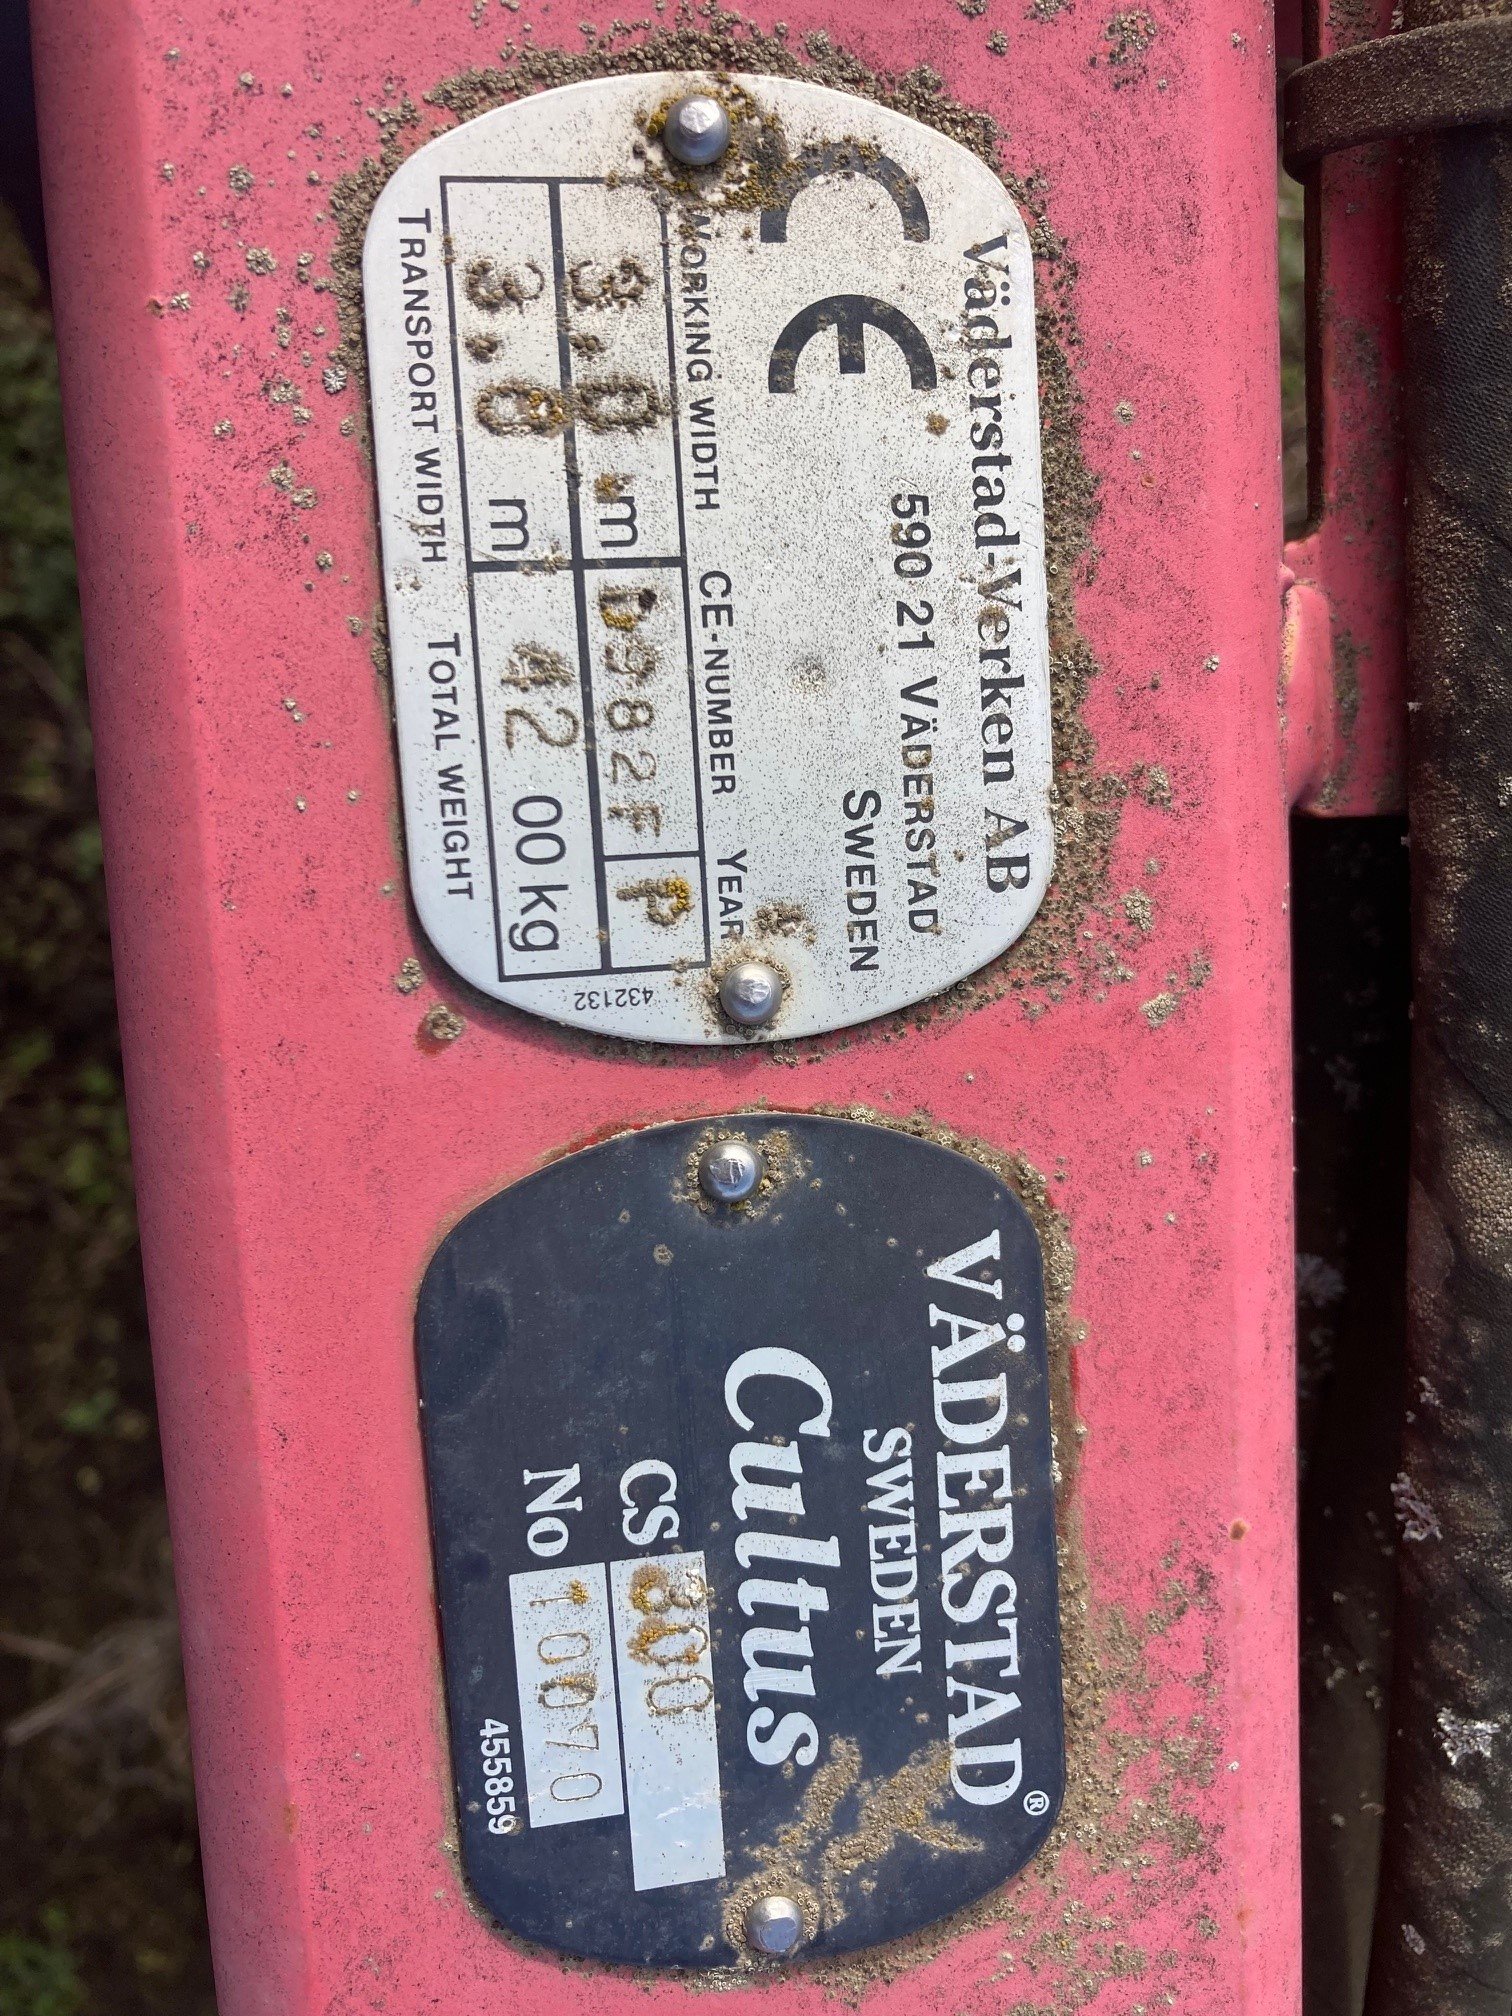 Väderstad-Verken AB
CE 590 21 VÄDERSTAD
SWEDEN
WORKING WIDTH CE-NUMBER YEAR
3.0 m D982F P
3.0 m 4200 kg
TRANSPORT WIDTH TOTAL WEIGHT
432132
VÄDERSTAD®
SWEDEN
Cultus
CS 300
No 10070
455859